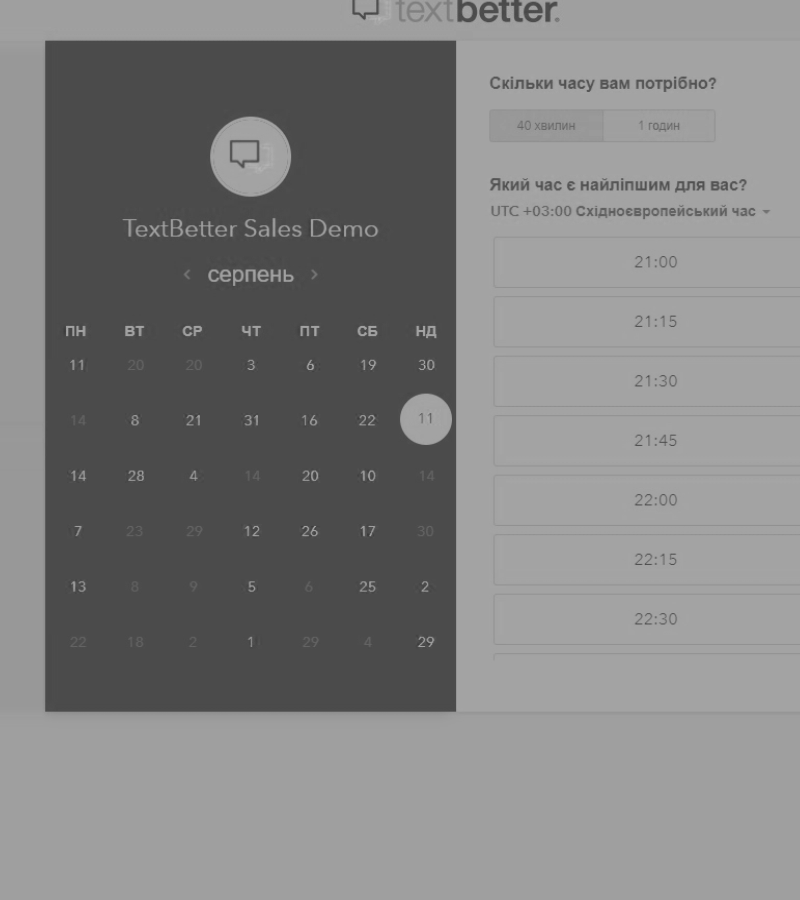 textbetter.
TextBetter Sales Demo
серпень
ПН ВТ СР ЧТ ПТ СБ НД
11 20 20 3 6 19 30
14 8 21 31 16 22 11
14 28 4 14 20 10 14
7 23 29 12 26 17 30
13 8 9 5 6 25 2
22 18 2 1 29 4 29
Скільки часу вам потрібно?
40 хвилин 1 годин
Який час є найліпшим для вас?
UTC +03:00 Східноєвропейський час
21:00
21:15
21:30
21:45
22:00
22:15
22:30